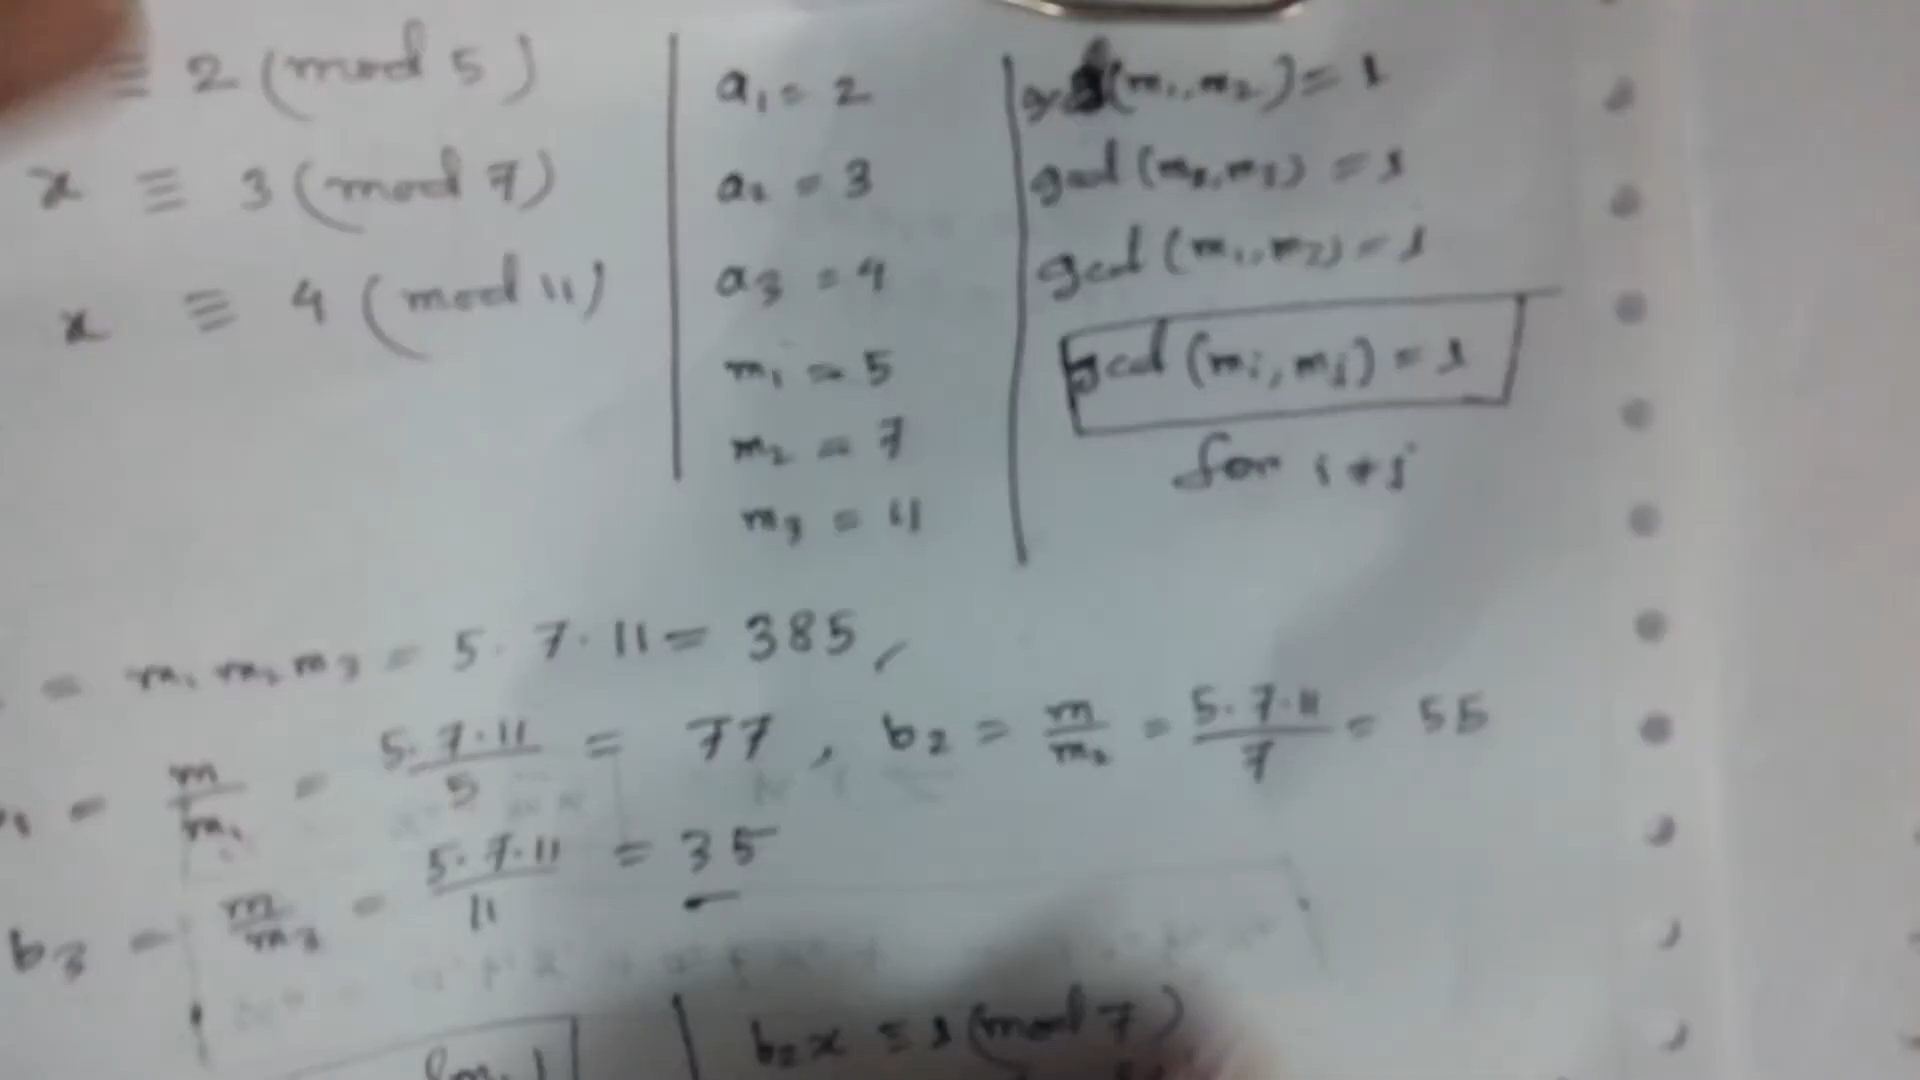 ≡ 2 (mod 5)
x ≡ 3 (mod 7)
x ≡ 4 (mod 11)
a₁ = 2
a₂ = 3
a₃ = 4
m₁ = 5
m₂ = 7
m₃ = 11
(m₁, m₂) = 1
gcd (m₂, m₃) = 1
gcd (m₁, m₂) = 1
gcd (mᵢ, mⱼ) = 1
for i ≠ j
= m₁ m₂ m₃ = 5 · 7 · 11 = 385,
= m/m₁ = 5·7·11/5 = 77, b₂ = m/m₂ = 5·7·11/7 = 55
b₃ = m/m₃ = 5·7·11/11 = 35
b₂x ≡ 1 (mod 7)